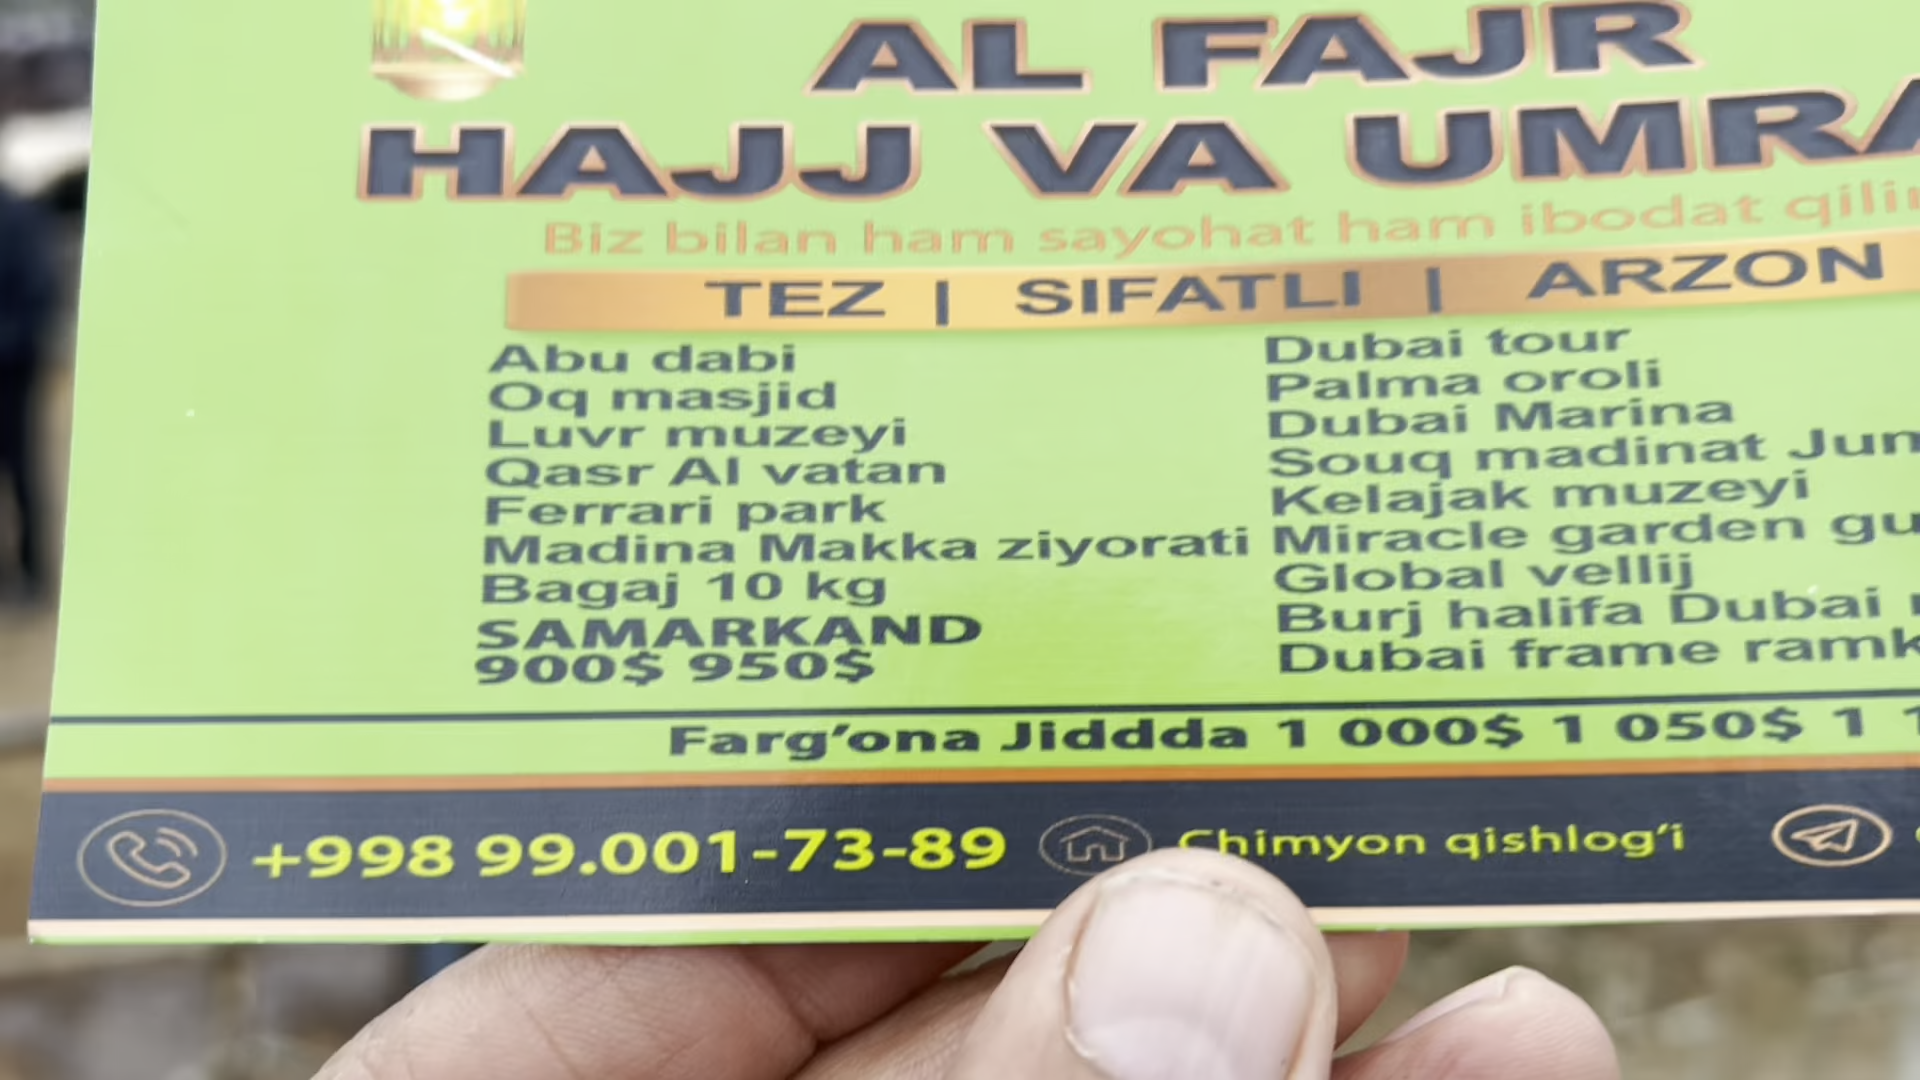 AL FAJR
HAJJ VA UMRA
Biz bilan ham sayohat ham ibodat
TEZ | SIFATLI | ARZON
Abu dabi
Oq masjid
Luvr muzeyi
Qasr Al vatan
Ferrari park
Madina Makka ziyorati
Bagaj 10 kg
SAMARKAND
900$ 950$
Dubai tour
Palma oroli
Dubai Marina
Souq madinat
Kelajak muzeyi
Miracle garden
Global vellij
Burj halifa Dubai
Dubai frame
Farg‘ona Jiddda 1 000$ 1 050$ 1
+998 99.001-73-89
Chimyon qishlog‘i